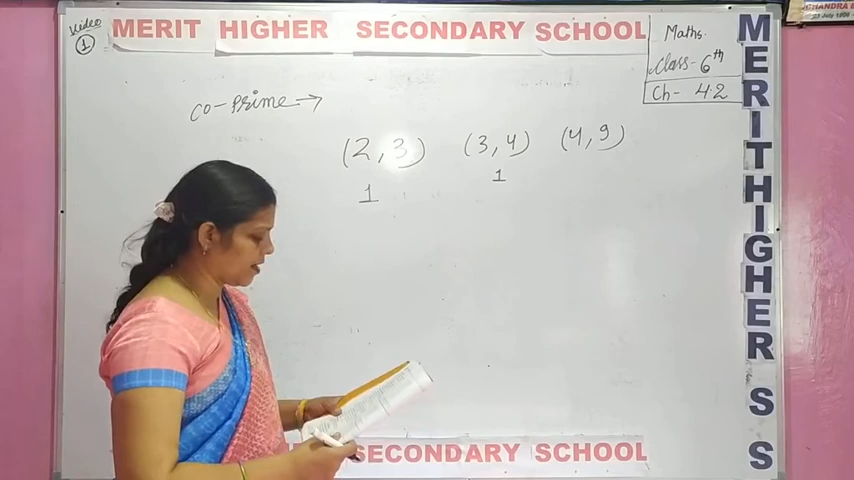 Video
1
MERIT HIGHER SECONDARY SCHOOL
Maths.
Class- 6th
Ch- 4.2
co-prime →
(2,3) (3,4) (4,9)
1 1
SECONDARY SCHOOL
MERIT HIGHER S S